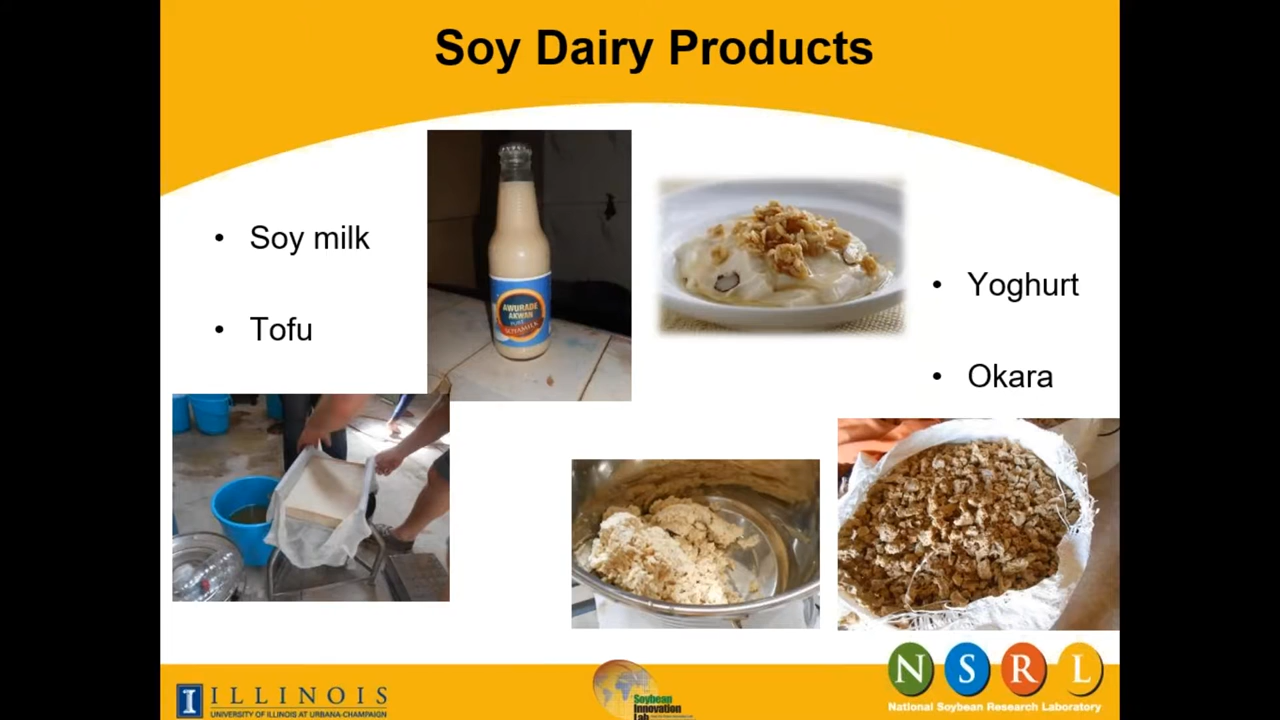 Soy Dairy Products
• Soy milk
• Tofu
AWURADE
AKWAN
PURE
SOYAMILK
• Yoghurt
• Okara
I ILLINOIS
UNIVERSITY OF ILLINOIS AT URBANA-CHAMPAIGN
Soybean
Innovation
Lab
N S R L
National Soybean Research Laboratory